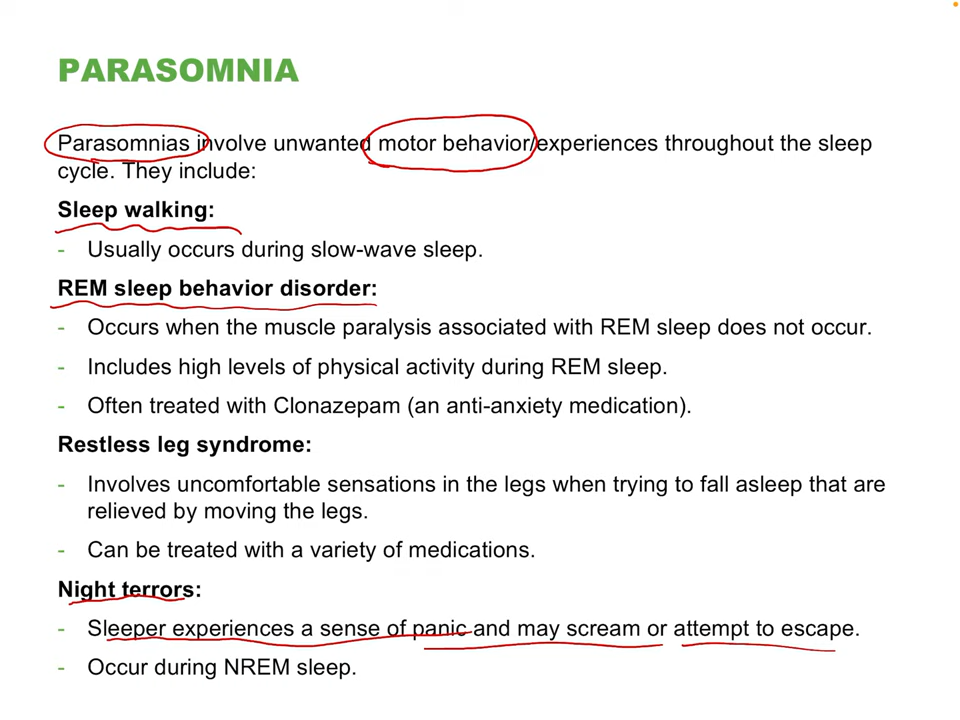 PARASOMNIA
Parasomnias involve unwanted motor behavior/experiences throughout the sleep
cycle. They include:
Sleep walking:
- Usually occurs during slow-wave sleep.
REM sleep behavior disorder:
- Occurs when the muscle paralysis associated with REM sleep does not occur.
- Includes high levels of physical activity during REM sleep.
- Often treated with Clonazepam (an anti-anxiety medication).
Restless leg syndrome:
- Involves uncomfortable sensations in the legs when trying to fall asleep that are
relieved by moving the legs.
- Can be treated with a variety of medications.
Night terrors:
- Sleeper experiences a sense of panic and may scream or attempt to escape.
- Occur during NREM sleep.